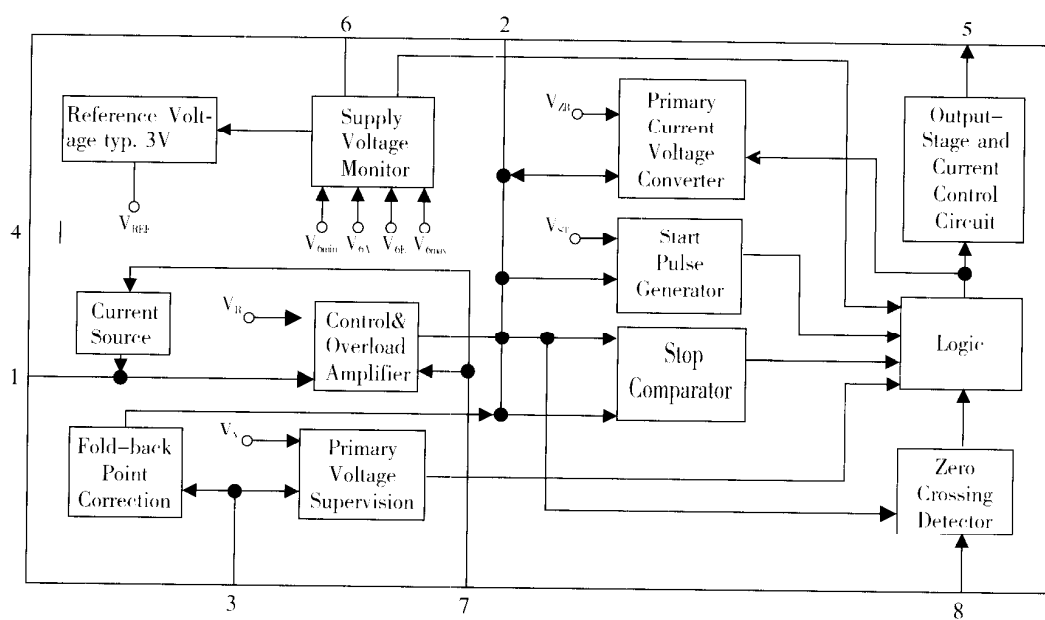 6
2
5
Reference Vol-
age typ. 3V
Supply
Voltage
Monitor
V_ZB
Primary
Current
Voltage
Converter
Output-
Stage and
Current
Control
Circuit
V_REF
4
V_6min V_6A V_6E V_6max
V_ST
Start
Pulse
Generator
Current
Source
V_R
Control&
Overload
Amplifier
Stop
Comparator
Logic
1
Fold-back
Point
Correction
V_V
Primary
Voltage
Supervision
Zero
Crossing
Detector
3
7
8